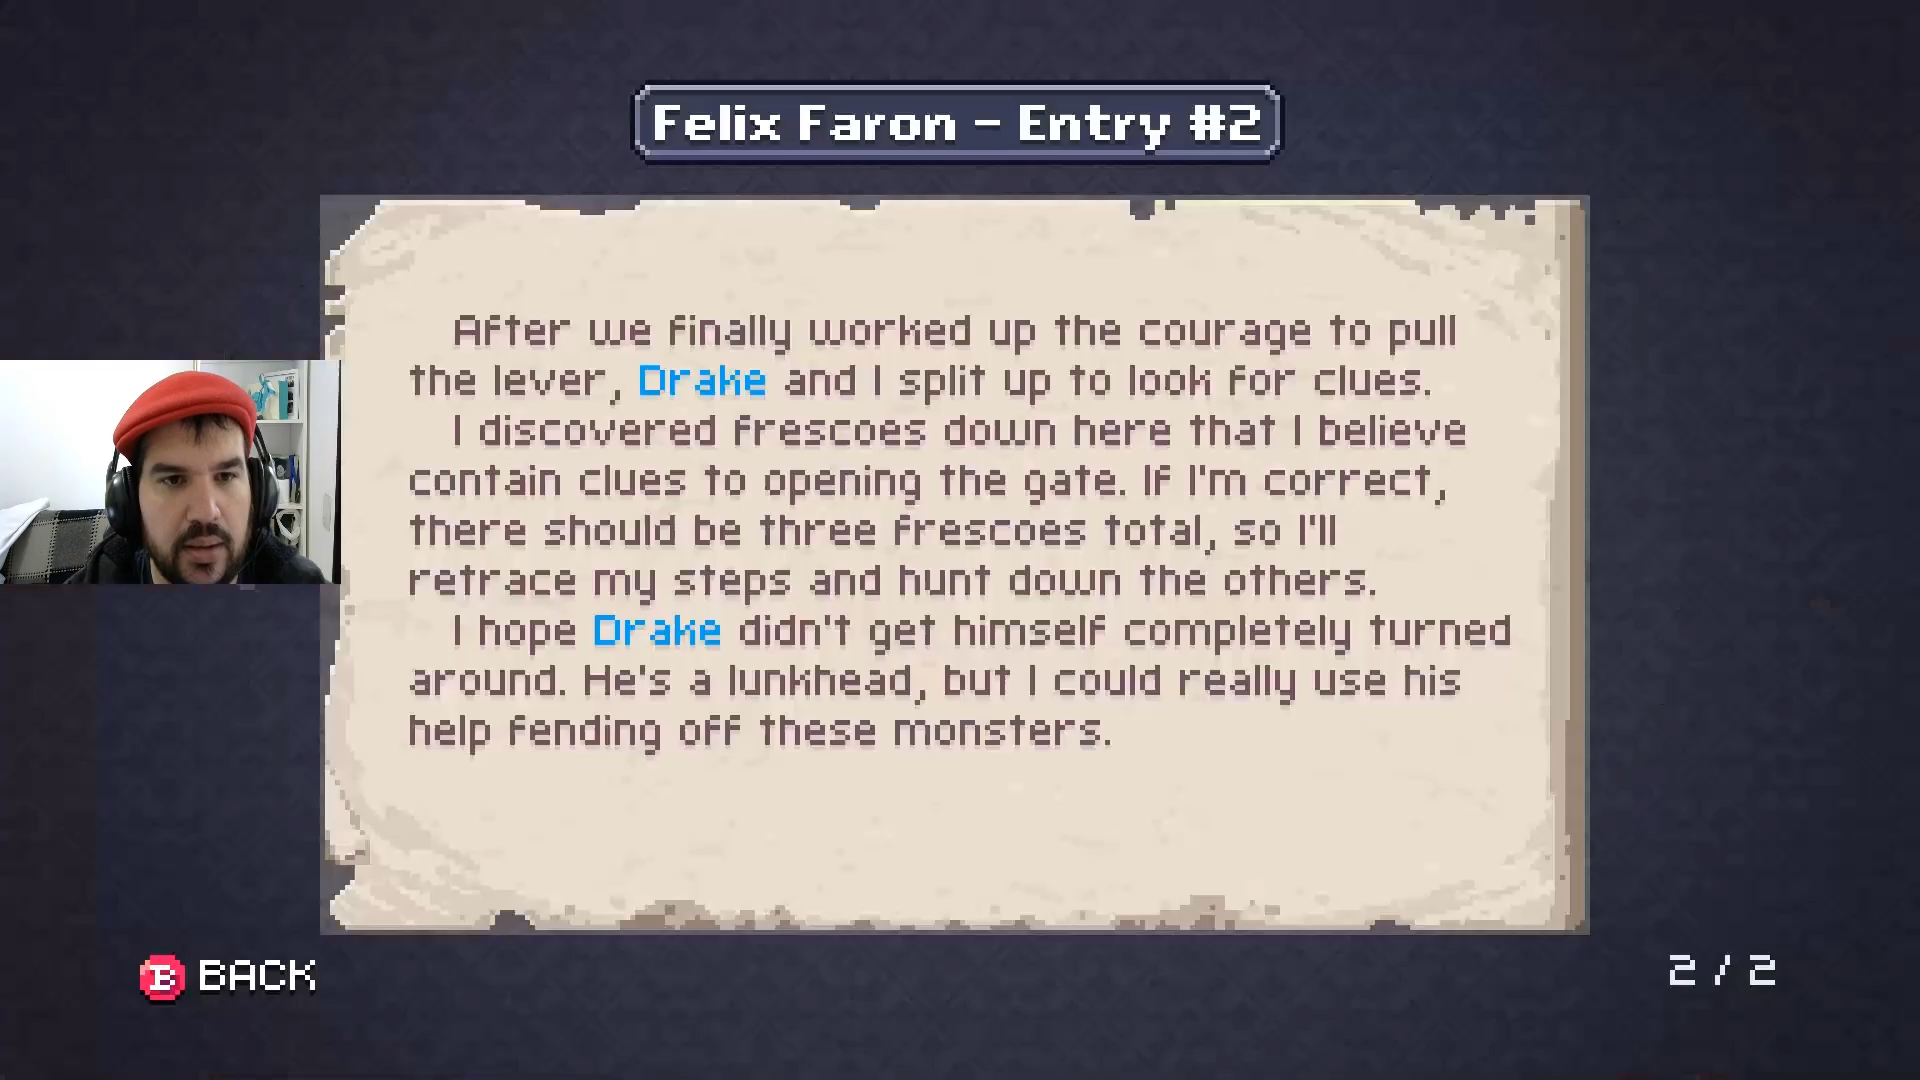 Felix Faron - Entry #2
After we finally worked up the courage to pull
the lever, Drake and I split up to look for clues.
I discovered frescoes down here that I believe
contain clues to opening the gate. If I'm correct,
there should be three frescoes total, so I'll
retrace my steps and hunt down the others.
I hope Drake didn't get himself completely turned
around. He's a lunkhead, but I could really use his
help fending off these monsters.
B BACK
2 / 2